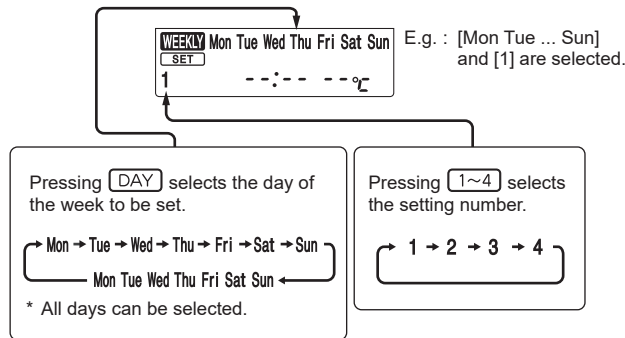 WEEKLY Mon Tue Wed Thu Fri Sat Sun
SET
1 --:-- --°C
E.g. : [Mon Tue ... Sun]
and [1] are selected.
Pressing DAY selects the day of
the week to be set.
Mon → Tue → Wed → Thu → Fri → Sat → Sun
Mon Tue Wed Thu Fri Sat Sun
* All days can be selected.
Pressing 1~4 selects
the setting number.
1 → 2 → 3 → 4